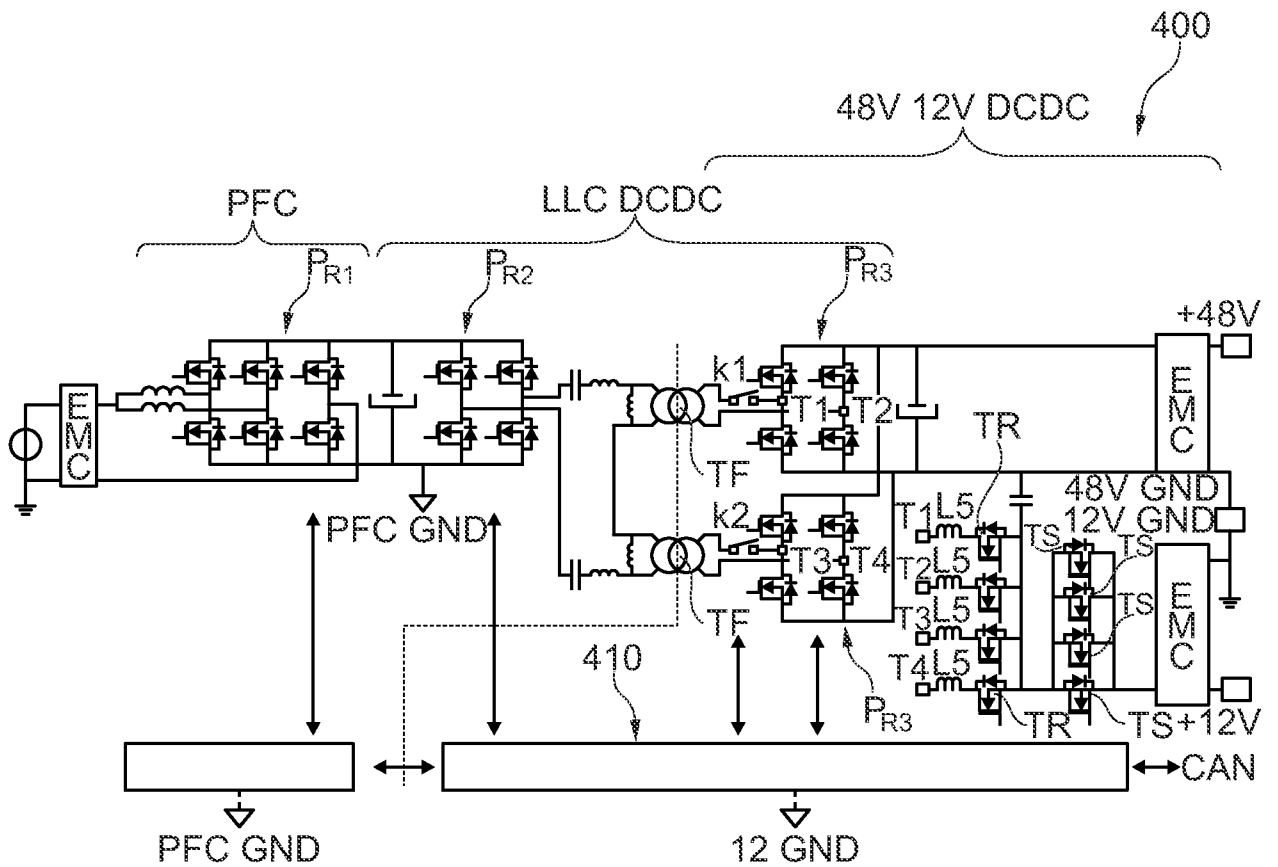 400
48V 12V DCDC
PFC
LLC DCDC
PR1
PR2
PR3
+48V
EMC
EMC
k1
T1
T2
TR
TF
PFC GND
48V GND
12V GND
k2
T3
T4
T1
L5
TS
TS
T2
L5
TS
T3
L5
T4
L5
EMC
TF
410
PR3
TR
TS
+12V
CAN
PFC GND
12 GND